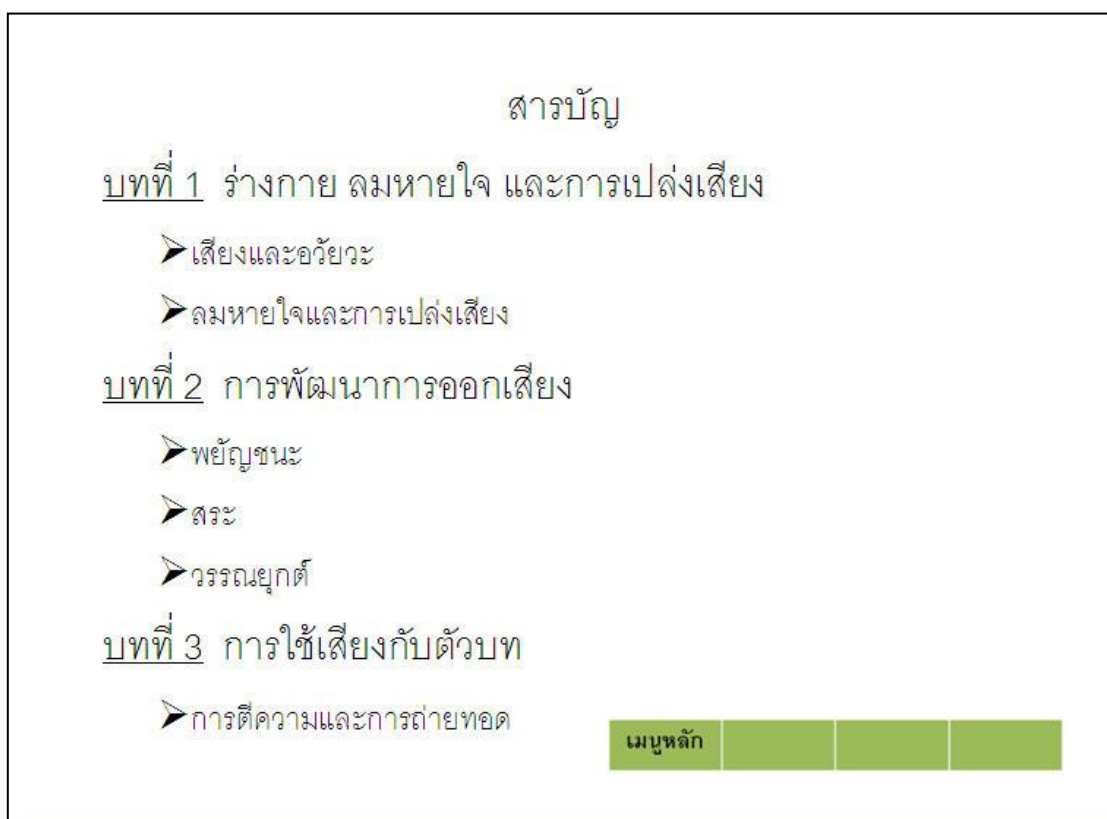 สารบัญ
บทที่ 1 ร่างกาย ลมหายใจ และการเปล่งเสียง
➢เสียงและอวัยวะ
➢ลมหายใจและการเปล่งเสียง
บทที่ 2 การพัฒนาการออกเสียง
➢พยัญชนะ
➢สระ
➢วรรณยุกต์
บทที่ 3 การใช้เสียงกับตัวบท
➢การตีความและการถ่ายทอด
เมนูหลัก